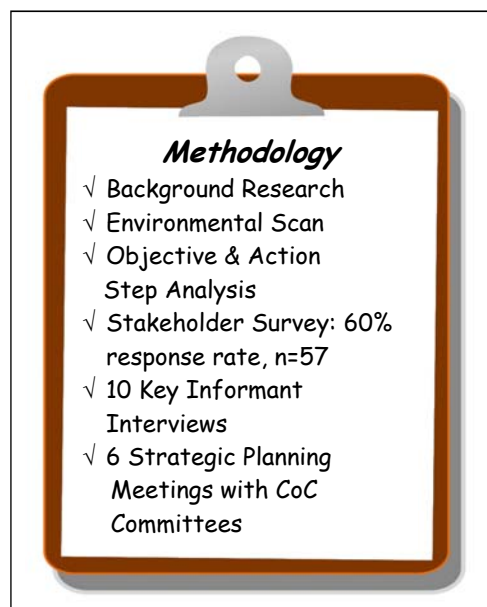 Methodology
√ Background Research
√ Environmental Scan
√ Objective & Action
Step Analysis
√ Stakeholder Survey: 60%
response rate, n=57
√ 10 Key Informant
Interviews
√ 6 Strategic Planning
Meetings with CoC
Committees